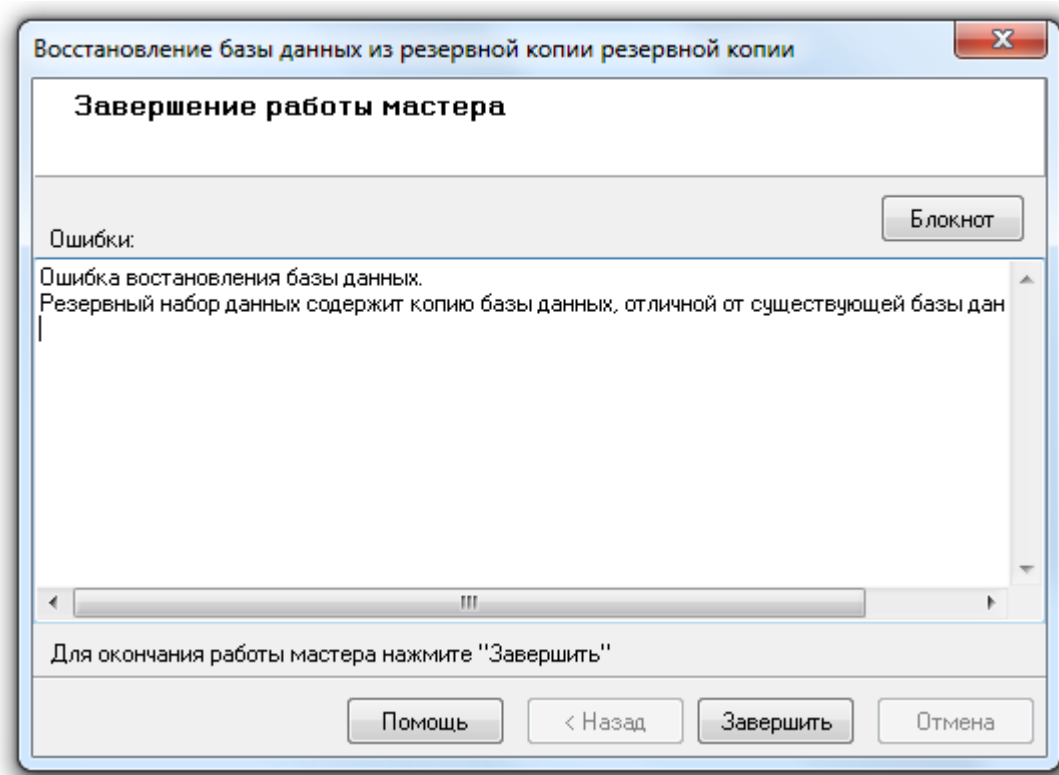 Восстановление базы данных из резервной копии резервной копии
Завершение работы мастера
Блокнот
Ошибки:
Ошибка востановления базы данных.
Резервный набор данных содержит копию базы данных, отличной от существующей базы дан
Для окончания работы мастера нажмите "Завершить"
Помощь
< Назад
Завершить
Отмена